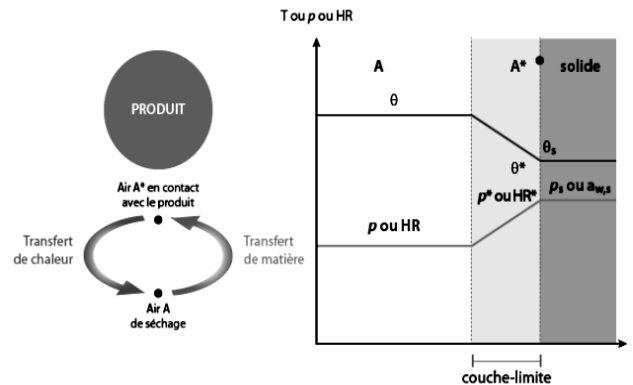 PRODUIT
Air A* en contact
avec le produit
Transfert
de chaleur
Transfert
de matière
Air A
de séchage
T ou p ou HR
A
A*
solide
θ
θs
θ*
p* ou HR*
ps ou aw,s
p ou HR
couche-limite